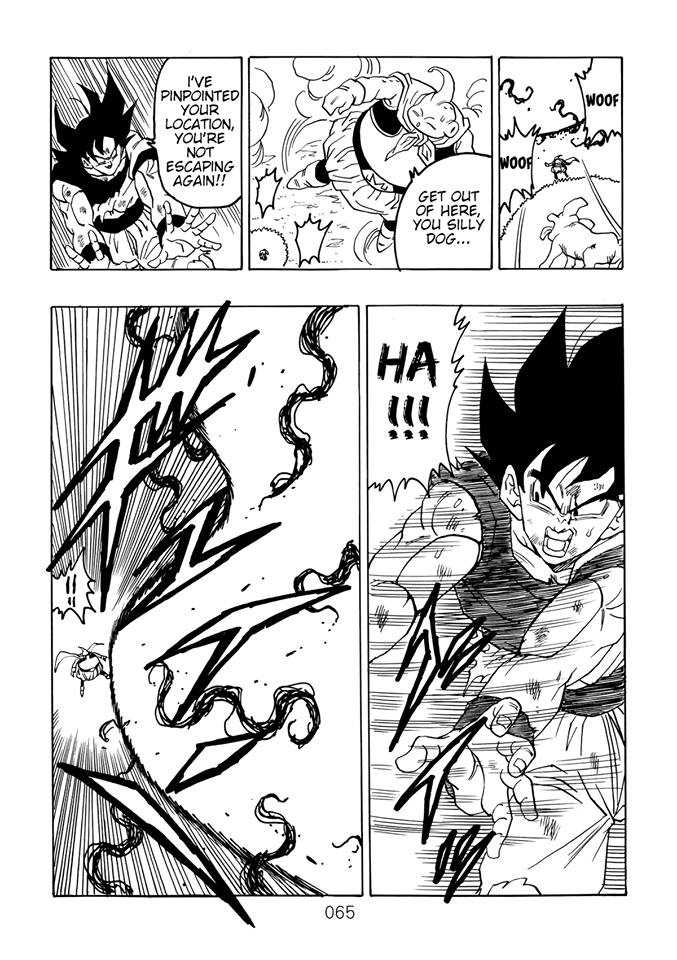 WOOF
WOOF
GET OUT
OF HERE,
YOU SILLY
DOG...
I'VE
PINPOINTED
YOUR
LOCATION,
YOU'RE
NOT
ESCAPING
AGAIN!!
HA
!!!
!!
065